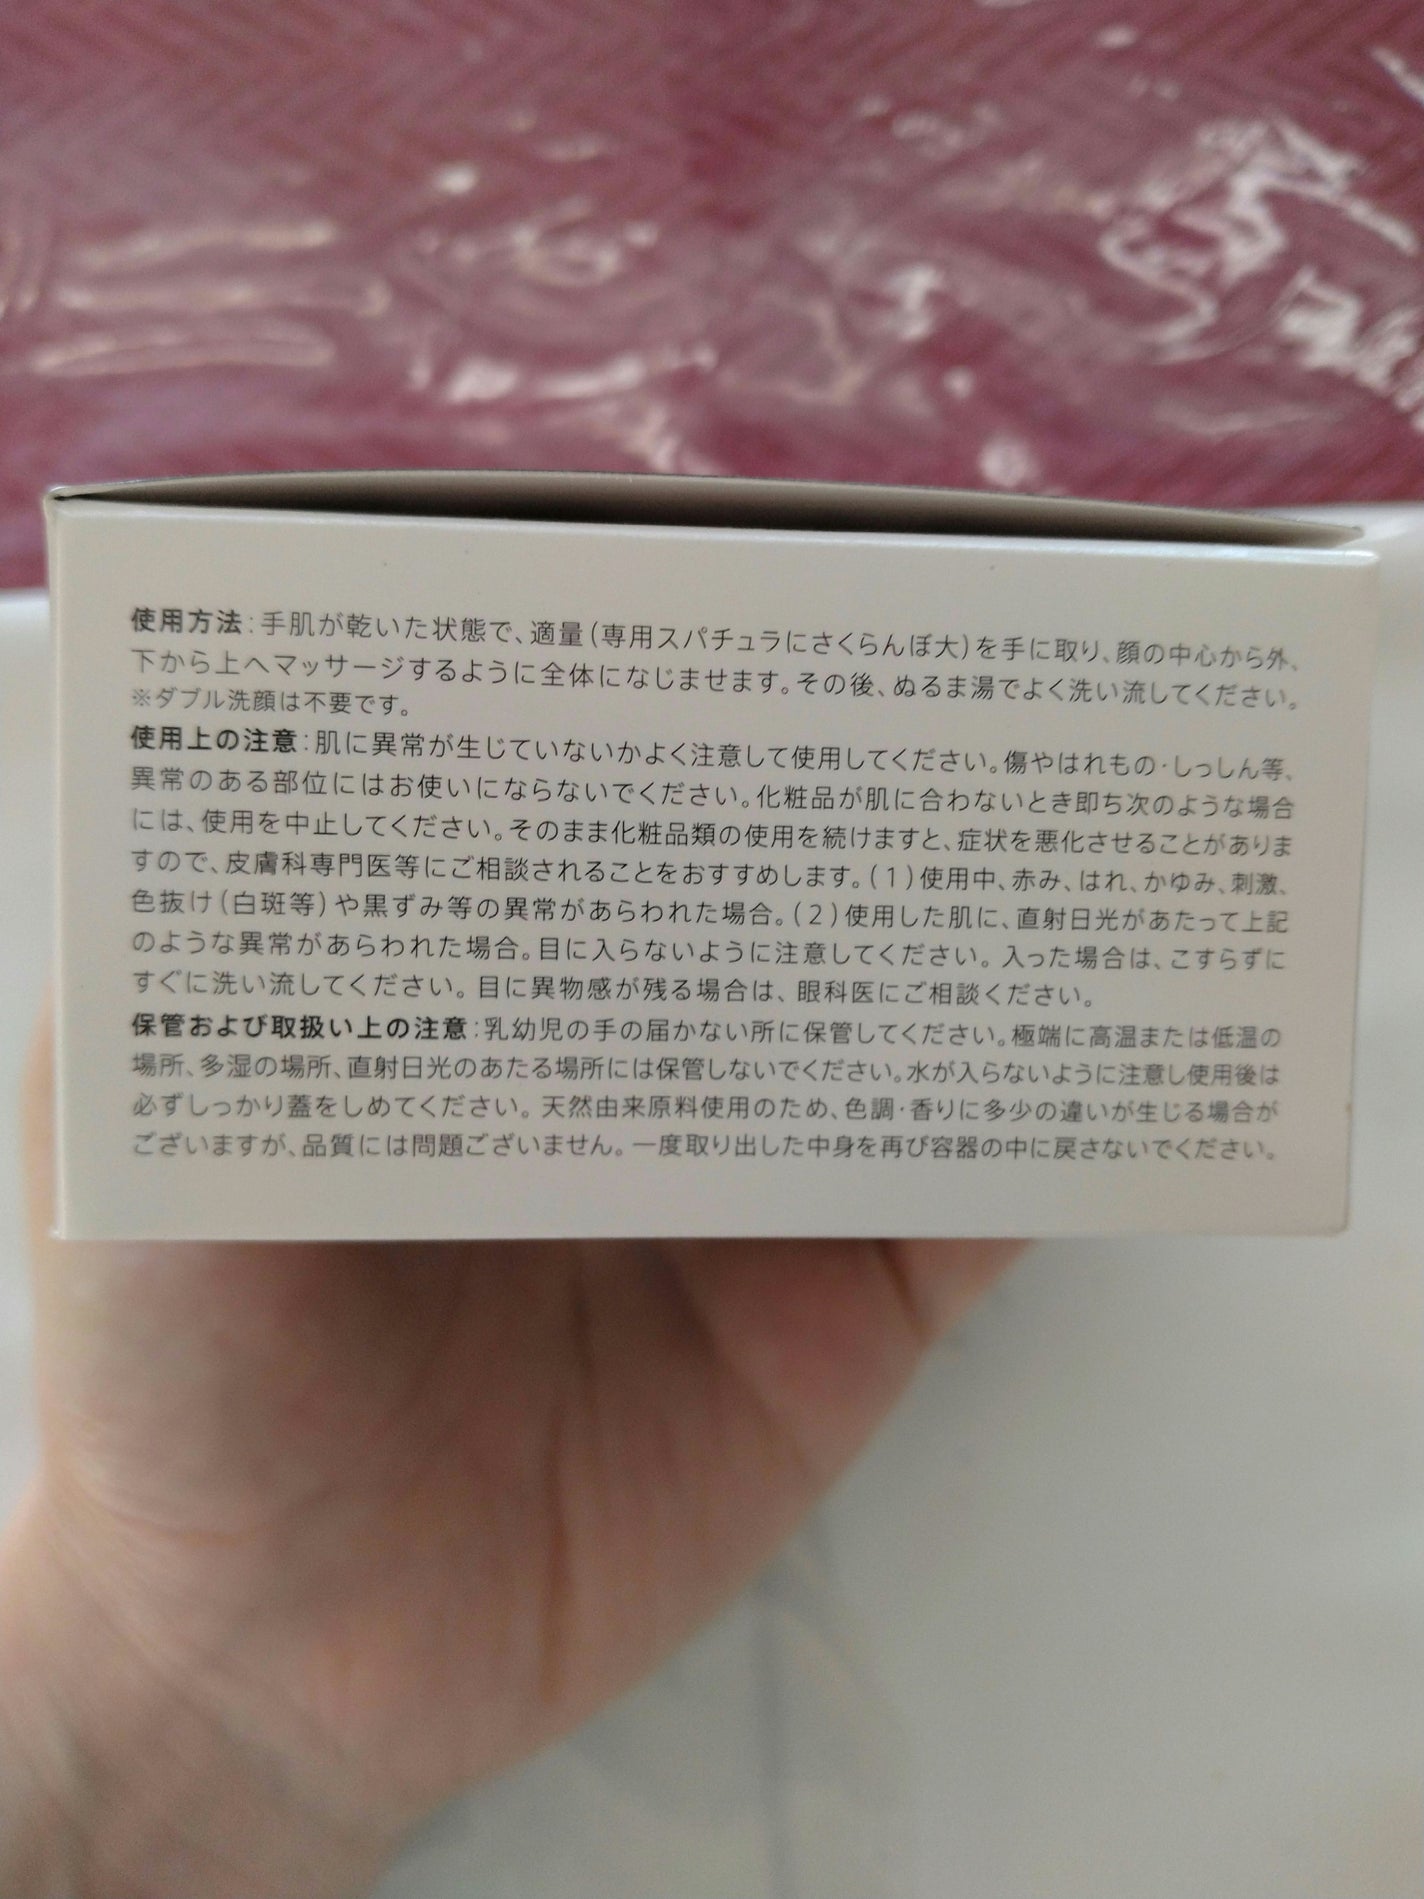 使用方法：手肌が乾いた状態で、適量(専用スパチュラにさくらんぼ大)を手に取り、顔の中心から外、
下から上へマッサージするように全体になじませます。その後、ぬるま湯でよく洗い流してください。
※ダブル洗顔は不要です。
使用上の注意：肌に異常が生じていないかよく注意して使用してください。傷やはれもの・しっしん等、
異常のある部位にはお使いにならないでください。化粧品が肌に合わないとき即ち次のような場合
には、使用を中止してください。そのまま化粧品類の使用を続けますと、症状を悪化させることがありま
すので、皮膚科専門医等にご相談されることをおすすめします。(1)使用中、赤み、はれ、かゆみ、刺激、
色抜け(白斑等)や黒ずみ等の異常があらわれた場合。(2)使用した肌に、直射日光があたって上記
のような異常があらわれた場合。目に入らないように注意してください。入った場合は、こすらずに
すぐに洗い流してください。目に異物感が残る場合は、眼科医にご相談ください。
保管および取扱い上の注意：乳幼児の手の届かない所に保管してください。極端に高温または低温の
場所、多湿の場所、直射日光のあたる場所には保管しないでください。水が入らないように注意し使用後は
必ずしっかり蓋をしめてください。天然由来原料使用のため、色調・香りに多少の違いが生じる場合が
ございますが、品質には問題ございません。一度取り出した中身を再び容器の中に戻さないでください。